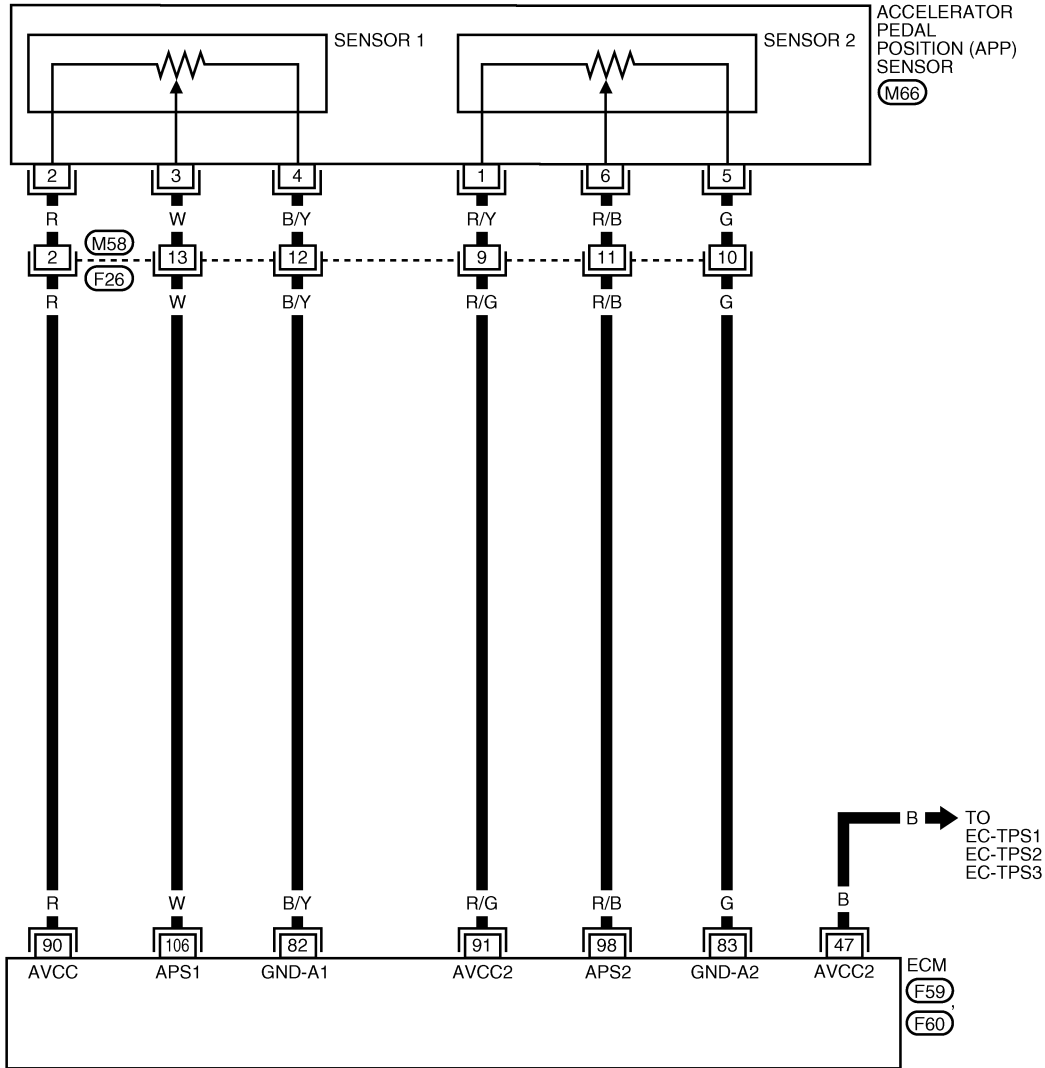 ACCELERATOR
PEDAL
POSITION (APP)
SENSOR
M66
SENSOR 1
SENSOR 2
2 3 4 1 6 5
R W B/Y R/Y R/B G
M58
2 13 12 9 11 10
F26
R W B/Y R/G R/B G
B
TO
EC-TPS1
EC-TPS2
EC-TPS3
R W B/Y R/G R/B G B
90 106 82 91 98 83 47
AVCC APS1 GND-A1 AVCC2 APS2 GND-A2 AVCC2
ECM
F59 ,
F60